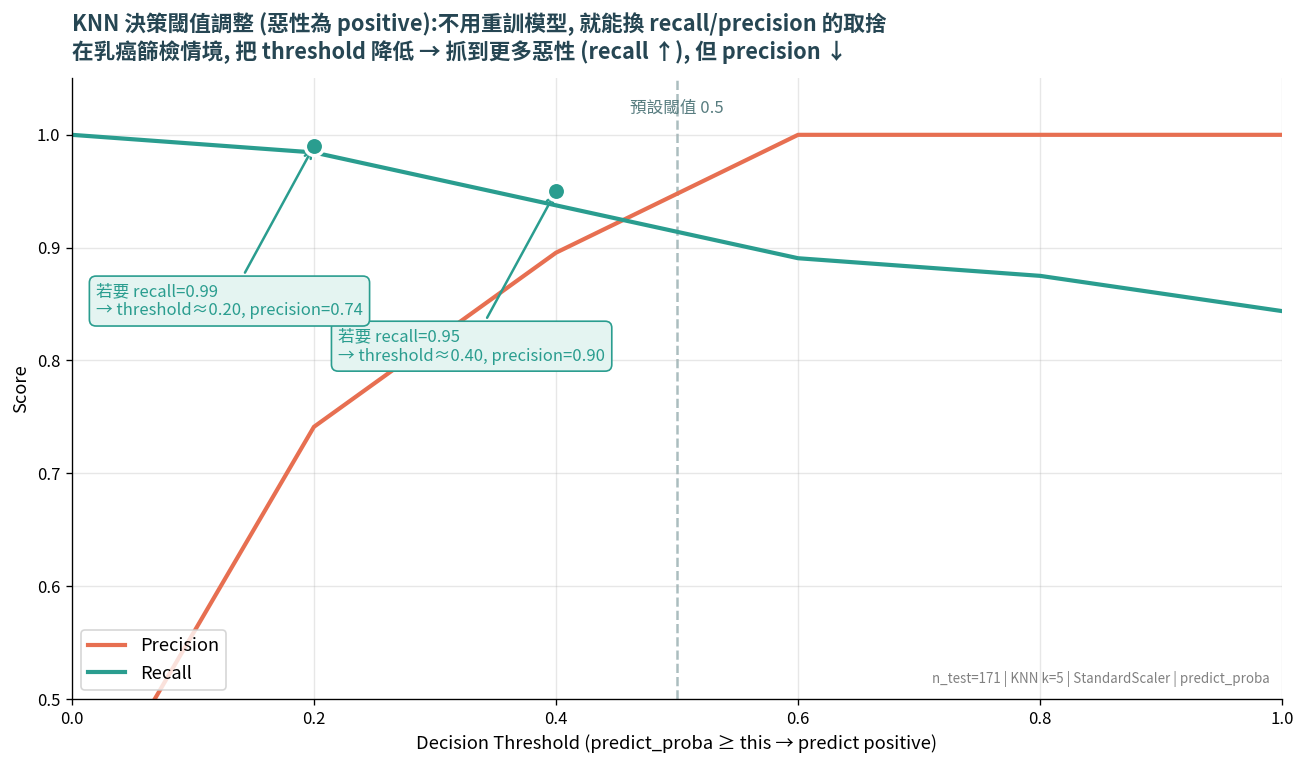 KNN 決策閾值調整 (惡性為 positive):不用重訓模型, 就能換 recall/precision 的取捨
在乳癌篩檢情境, 把 threshold 降低 → 抓到更多惡性 (recall ↑), 但 precision ↓
預設閾值 0.5
若要 recall=0.99
→ threshold≈0.20, precision=0.74
若要 recall=0.95
→ threshold≈0.40, precision=0.90
Score
1.0
0.9
0.8
0.7
0.6
0.5
Precision
Recall
n_test=171 | KNN k=5 | StandardScaler | predict_proba
0.0 0.2 0.4 0.6 0.8 1.0
Decision Threshold (predict_proba ≥ this → predict positive)